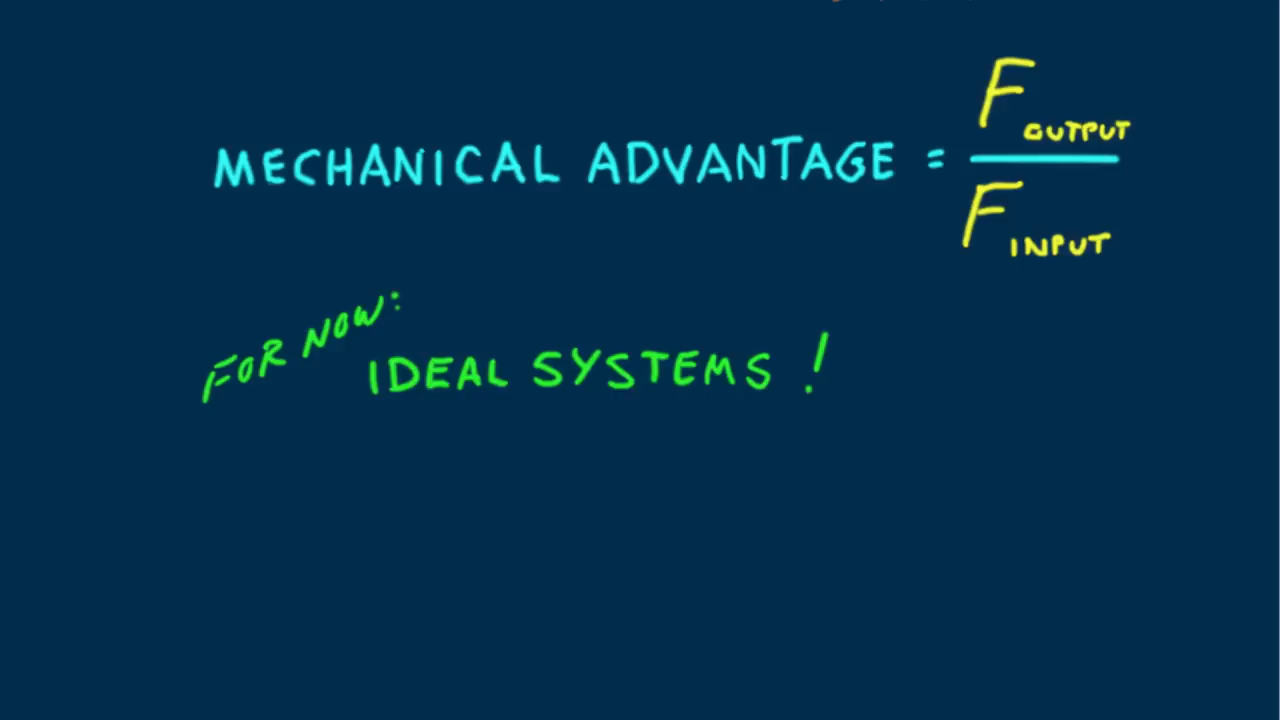 MECHANICAL ADVANTAGE = F OUTPUT / F INPUT
FOR NOW:
IDEAL SYSTEMS !